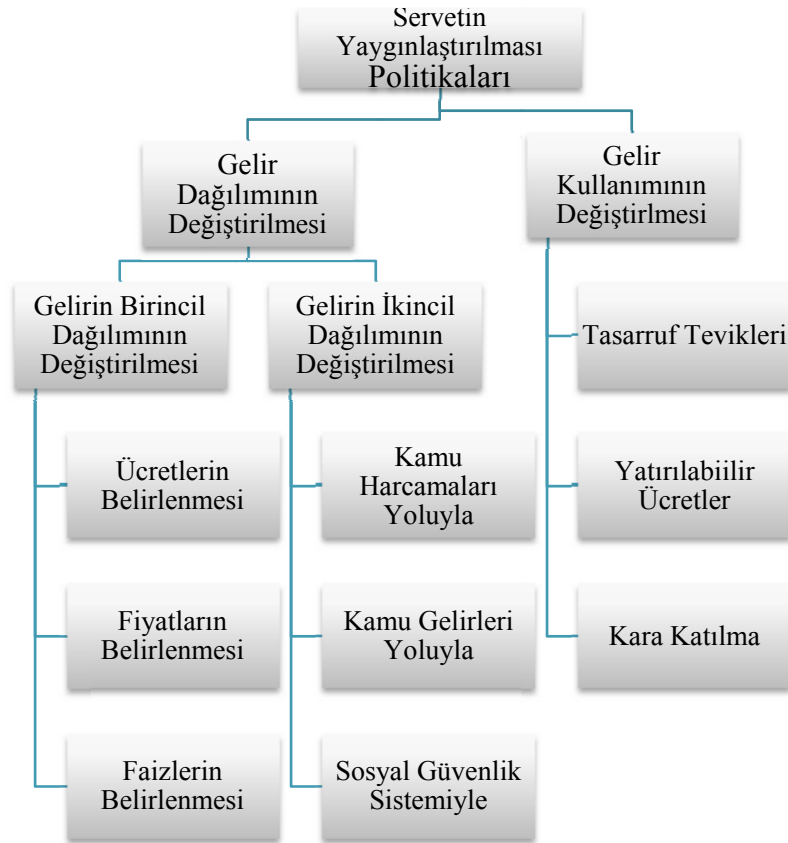 Servetin
Yaygınlaştırılması
Politikaları
Gelir
Dağılımının
Değiştirilmesi
Gelir
Kullanımının
Değiştirlmesi
Gelirin Birincil
Dağılımının
Değiştirilmesi
Gelirin İkincil
Dağılımının
Değiştirilmesi
Tasarruf Tevikleri
Ücretlerin
Belirlenmesi
Kamu
Harcamaları
Yoluyla
Yatırılabiilir
Ücretler
Fiyatların
Belirlenmesi
Kamu Gelirleri
Yoluyla
Kara Katılma
Faizlerin
Belirlenmesi
Sosyal Güvenlik
Sistemiyle